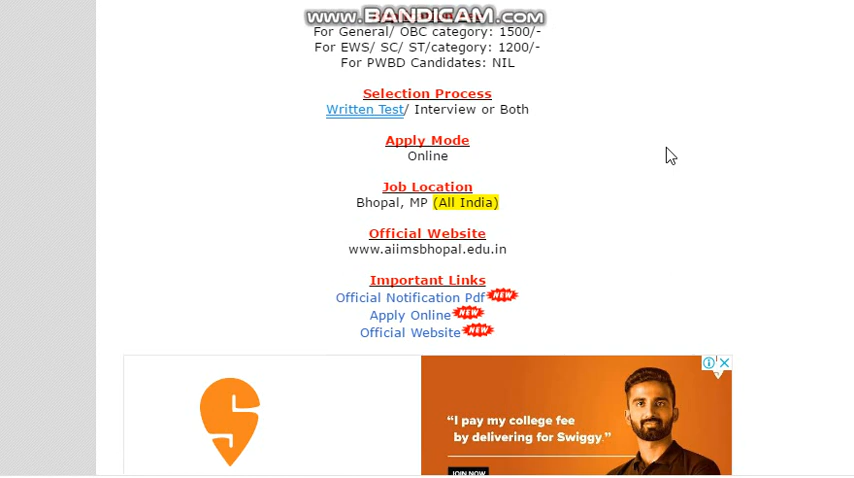 www.BANDICAM.com
For General/ OBC category: 1500/-
For EWS/ SC/ ST/category: 1200/-
For PWBD Candidates: NIL
Selection Process
Written Test/ Interview or Both
Apply Mode
Online
Job Location
Bhopal, MP (All India)
Official Website
www.aiimsbhopal.edu.in
Important Links
Official Notification Pdf NEW
Apply Online NEW
Official Website NEW
“I pay my college fee
by delivering for Swiggy.”
JOIN NOW